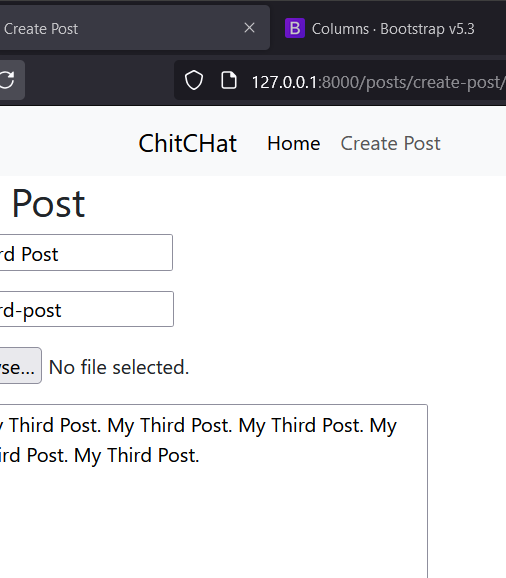 Create Post
B Columns · Bootstrap v5.3
127.0.0.1:8000/posts/create-post/
ChitCHat Home Create Post
Post
rd Post
rd-post
wse... No file selected.
y Third Post. My Third Post. My Third Post. My
ird Post. My Third Post.